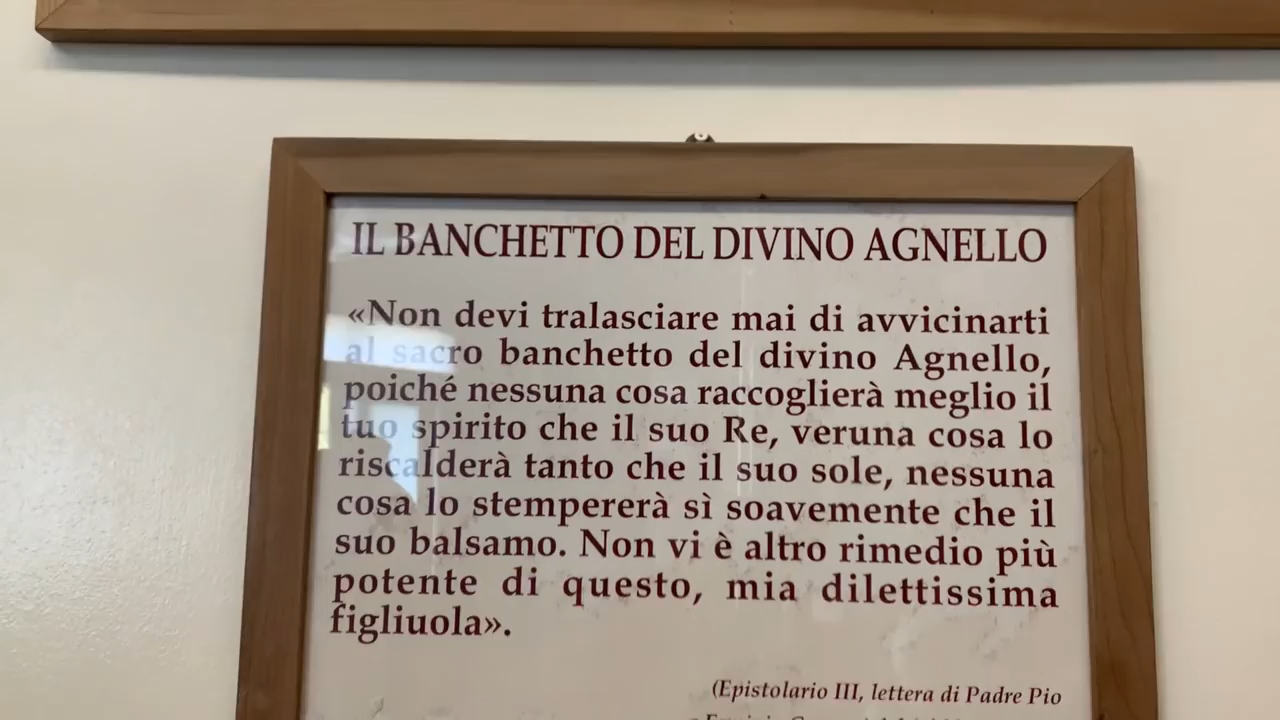 IL BANCHETTO DEL DIVINO AGNELLO
«Non devi tralasciare mai di avvicinarti
al sacro banchetto del divino Agnello,
poiché nessuna cosa raccoglierà meglio il
tuo spirito che il suo Re, veruna cosa lo
riscalderà tanto che il suo sole, nessuna
cosa lo stempererà sì soavemente che il
suo balsamo. Non vi è altro rimedio più
potente di questo, mia dilettissima
figliuola».
(Epistolario III, lettera di Padre Pio